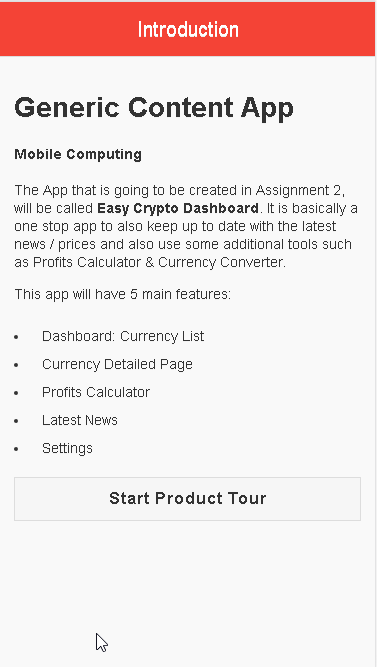 Introduction
Generic Content App
Mobile Computing
The App that is going to be created in Assignment 2,
will be called Easy Crypto Dashboard. It is basically a
one stop app to also keep up to date with the latest
news / prices and also use some additional tools such
as Profits Calculator & Currency Converter.
This app will have 5 main features:
• Dashboard: Currency List
• Currency Detailed Page
• Profits Calculator
• Latest News
• Settings
Start Product Tour